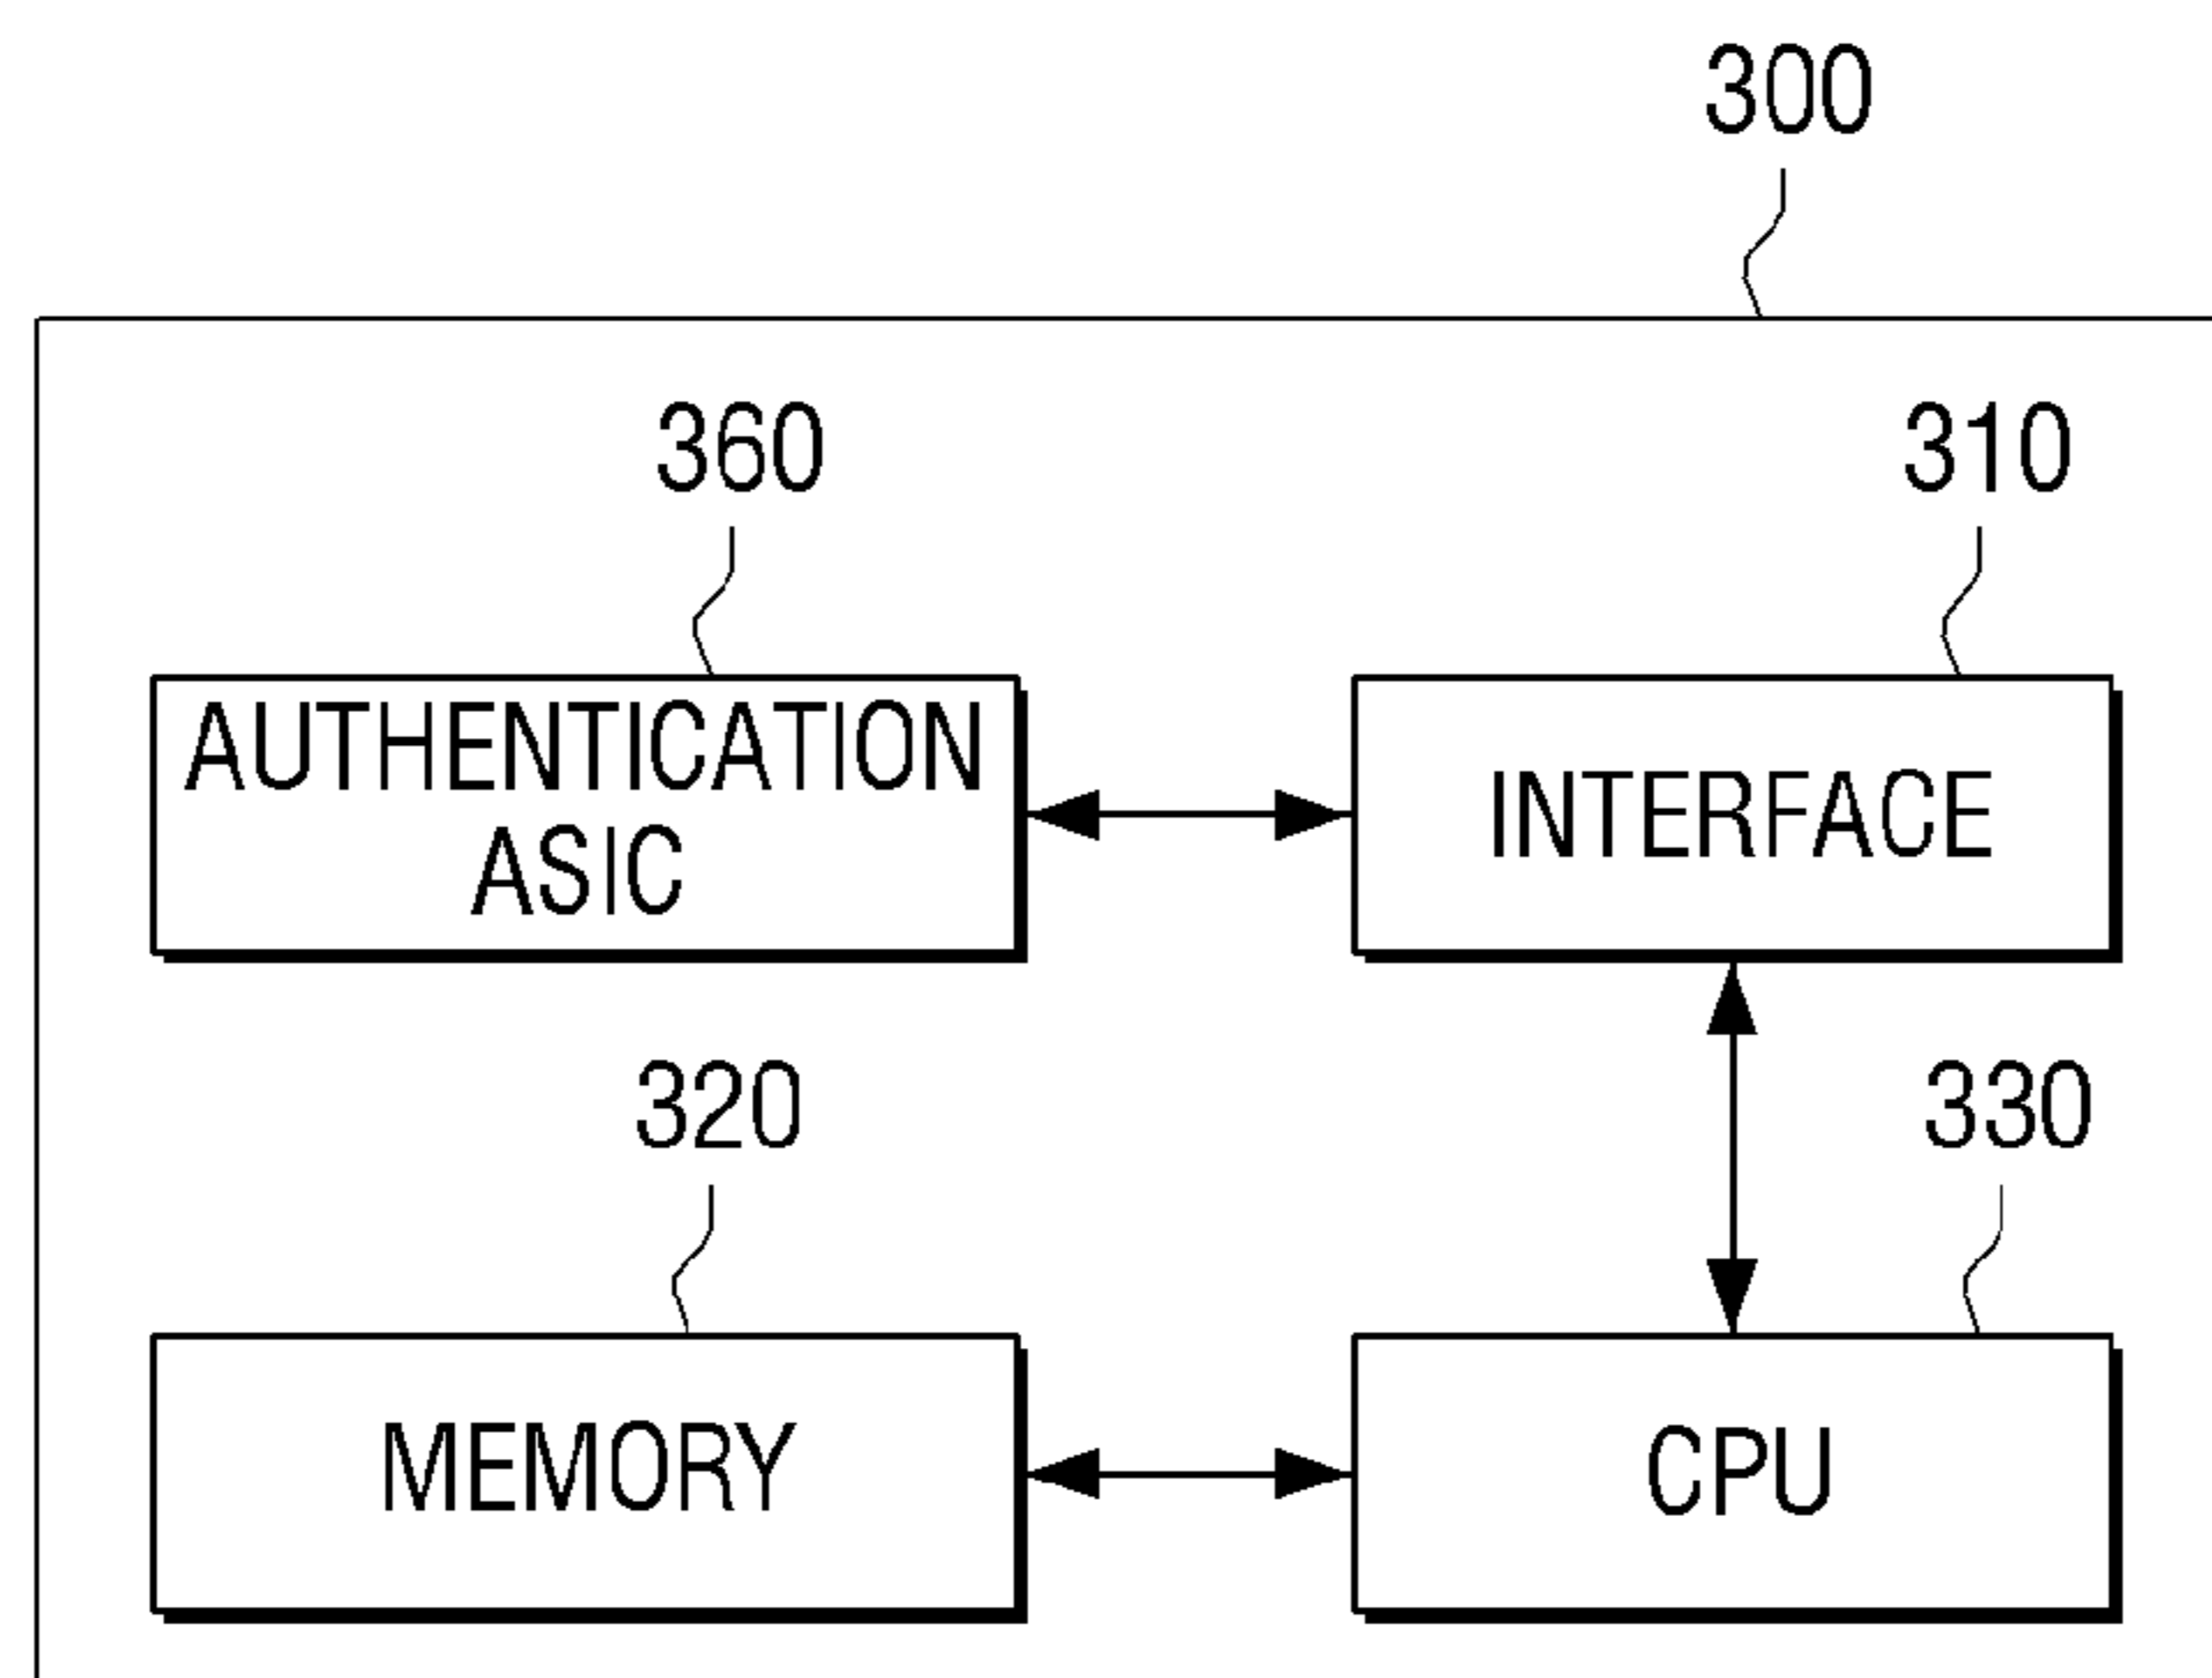 300
360
310
AUTHENTICATION
ASIC
INTERFACE
320
330
MEMORY
CPU